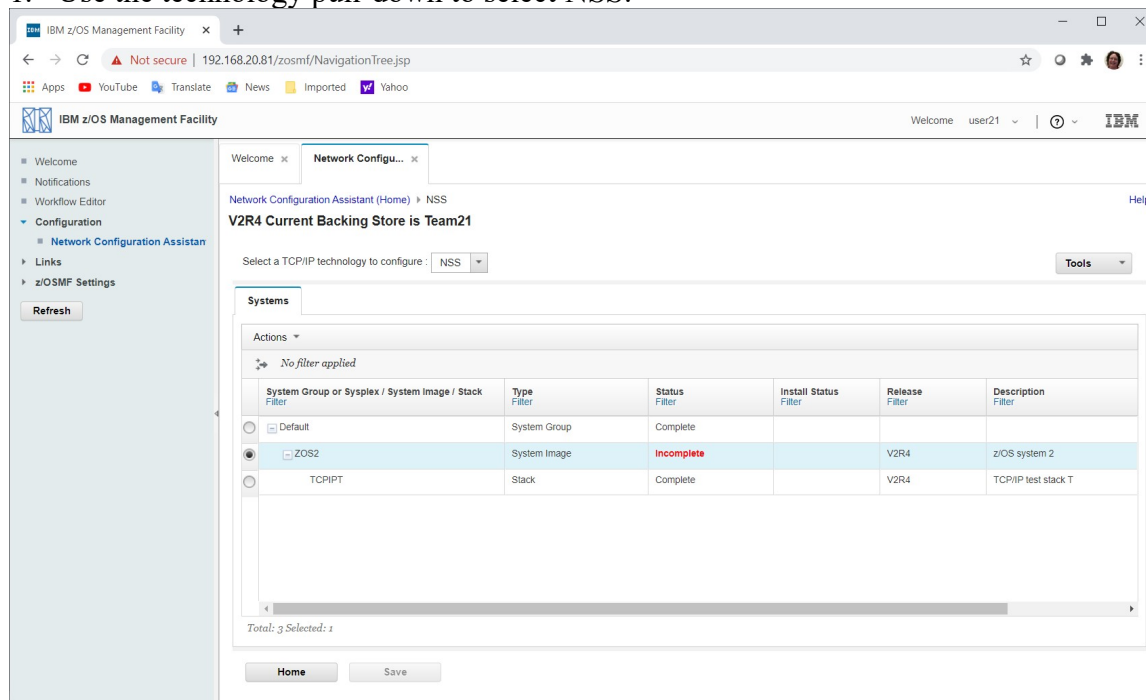 1. Use the technology pull-down to select NSS.
IBM IBM z/OS Management Facility
Not secure | 192.168.20.81/zosmf/NavigationTree.jsp
Apps YouTube Translate News Imported Yahoo
IBM z/OS Management Facility Welcome user21 | ? IBM
Welcome
Notifications
Workflow Editor
Configuration
Network Configuration Assistan
Links
z/OSMF Settings
Refresh
Welcome Network Configu...
Network Configuration Assistant (Home) NSS Help
V2R4 Current Backing Store is Team21
Select a TCP/IP technology to configure : NSS Tools
Systems
Actions
No filter applied
System Group or Sysplex / System Image / Stack Type Status Install Status Release Description
Filter Filter Filter Filter Filter Filter
Default System Group Complete
ZOS2 System Image Incomplete V2R4 z/OS system 2
TCPIPT Stack Complete V2R4 TCP/IP test stack T
Total: 3 Selected: 1
Home Save